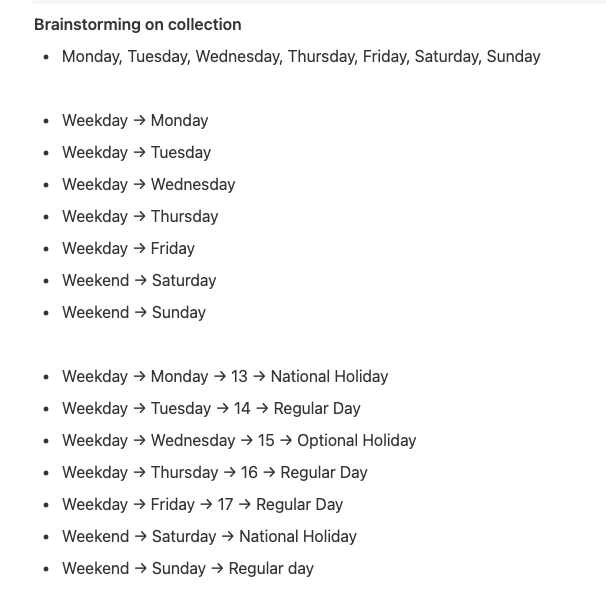 Brainstorming on collection
• Monday, Tuesday, Wednesday, Thursday, Friday, Saturday, Sunday
• Weekday → Monday
• Weekday → Tuesday
• Weekday → Wednesday
• Weekday → Thursday
• Weekday → Friday
• Weekend → Saturday
• Weekend → Sunday
• Weekday → Monday → 13 → National Holiday
• Weekday → Tuesday → 14 → Regular Day
• Weekday → Wednesday → 15 → Optional Holiday
• Weekday → Thursday → 16 → Regular Day
• Weekday → Friday → 17 → Regular Day
• Weekend → Saturday → National Holiday
• Weekend → Sunday → Regular day